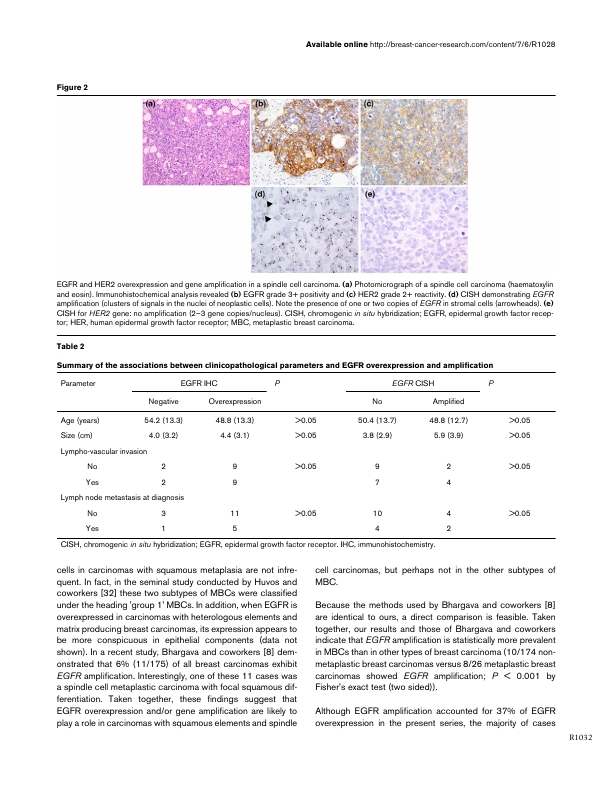 Available online http://breast-cancer-research.com/content/7/6/R1028
Figure 2
(a)
(b)
(c)
(d)
(e)
EGFR and HER2 overexpression and gene amplification in a spindle cell carcinoma. (a) Photomicrograph of a spindle cell carcinoma (haematoxylin
and eosin). Immunohistochemical analysis revealed (b) EGFR grade 3+ positivity and (c) HER2 grade 2+ reactivity. (d) CISH demonstrating EGFR
amplification (clusters of signals in the nuclei of neoplastic cells). Note the presence of one or two copies of EGFR in stromal cells (arrowheads). (e)
CISH for HER2 gene: no amplification (2–3 gene copies/nucleus). CISH, chromogenic in situ hybridization; EGFR, epidermal growth factor recep-
tor; HER, human epidermal growth factor receptor; MBC, metaplastic breast carcinoma.
Table 2
Summary of the associations between clinicopathological parameters and EGFR overexpression and amplification
Parameter EGFR IHC P EGFR CISH P
Negative Overexpression No Amplified
Age (years) 54.2 (13.3) 48.8 (13.3) >0.05 50.4 (13.7) 48.8 (12.7) >0.05
Size (cm) 4.0 (3.2) 4.4 (3.1) >0.05 3.8 (2.9) 5.9 (3.9) >0.05
Lympho-vascular invasion
No 2 9 >0.05 9 2 >0.05
Yes 2 9 7 4
Lymph node metastasis at diagnosis
No 3 11 >0.05 10 4 >0.05
Yes 1 5 4 2
CISH, chromogenic in situ hybridization; EGFR, epidermal growth factor receptor. IHC, immunohistochemistry.
cells in carcinomas with squamous metaplasia are not infre-
quent. In fact, in the seminal study conducted by Huvos and
coworkers [32] these two subtypes of MBCs were classified
under the heading 'group 1' MBCs. In addition, when EGFR is
overexpressed in carcinomas with heterologous elements and
matrix producing breast carcinomas, its expression appears to
be more conspicuous in epithelial components (data not
shown). In a recent study, Bhargava and coworkers [8] dem-
onstrated that 6% (11/175) of all breast carcinomas exhibit
EGFR amplification. Interestingly, one of these 11 cases was
a spindle cell metaplastic carcinoma with focal squamous dif-
ferentiation. Taken together, these findings suggest that
EGFR overexpression and/or gene amplification are likely to
play a role in carcinomas with squamous elements and spindle
cell carcinomas, but perhaps not in the other subtypes of
MBC.
Because the methods used by Bhargava and coworkers [8]
are identical to ours, a direct comparison is feasible. Taken
together, our results and those of Bhargava and coworkers
indicate that EGFR amplification is statistically more prevalent
in MBCs than in other types of breast carcinoma (10/174 non-
metaplastic breast carcinomas versus 8/26 metaplastic breast
carcinomas showed EGFR amplification; P < 0.001 by
Fisher's exact test (two sided)).
Although EGFR amplification accounted for 37% of EGFR
overexpression in the present series, the majority of cases
R1032